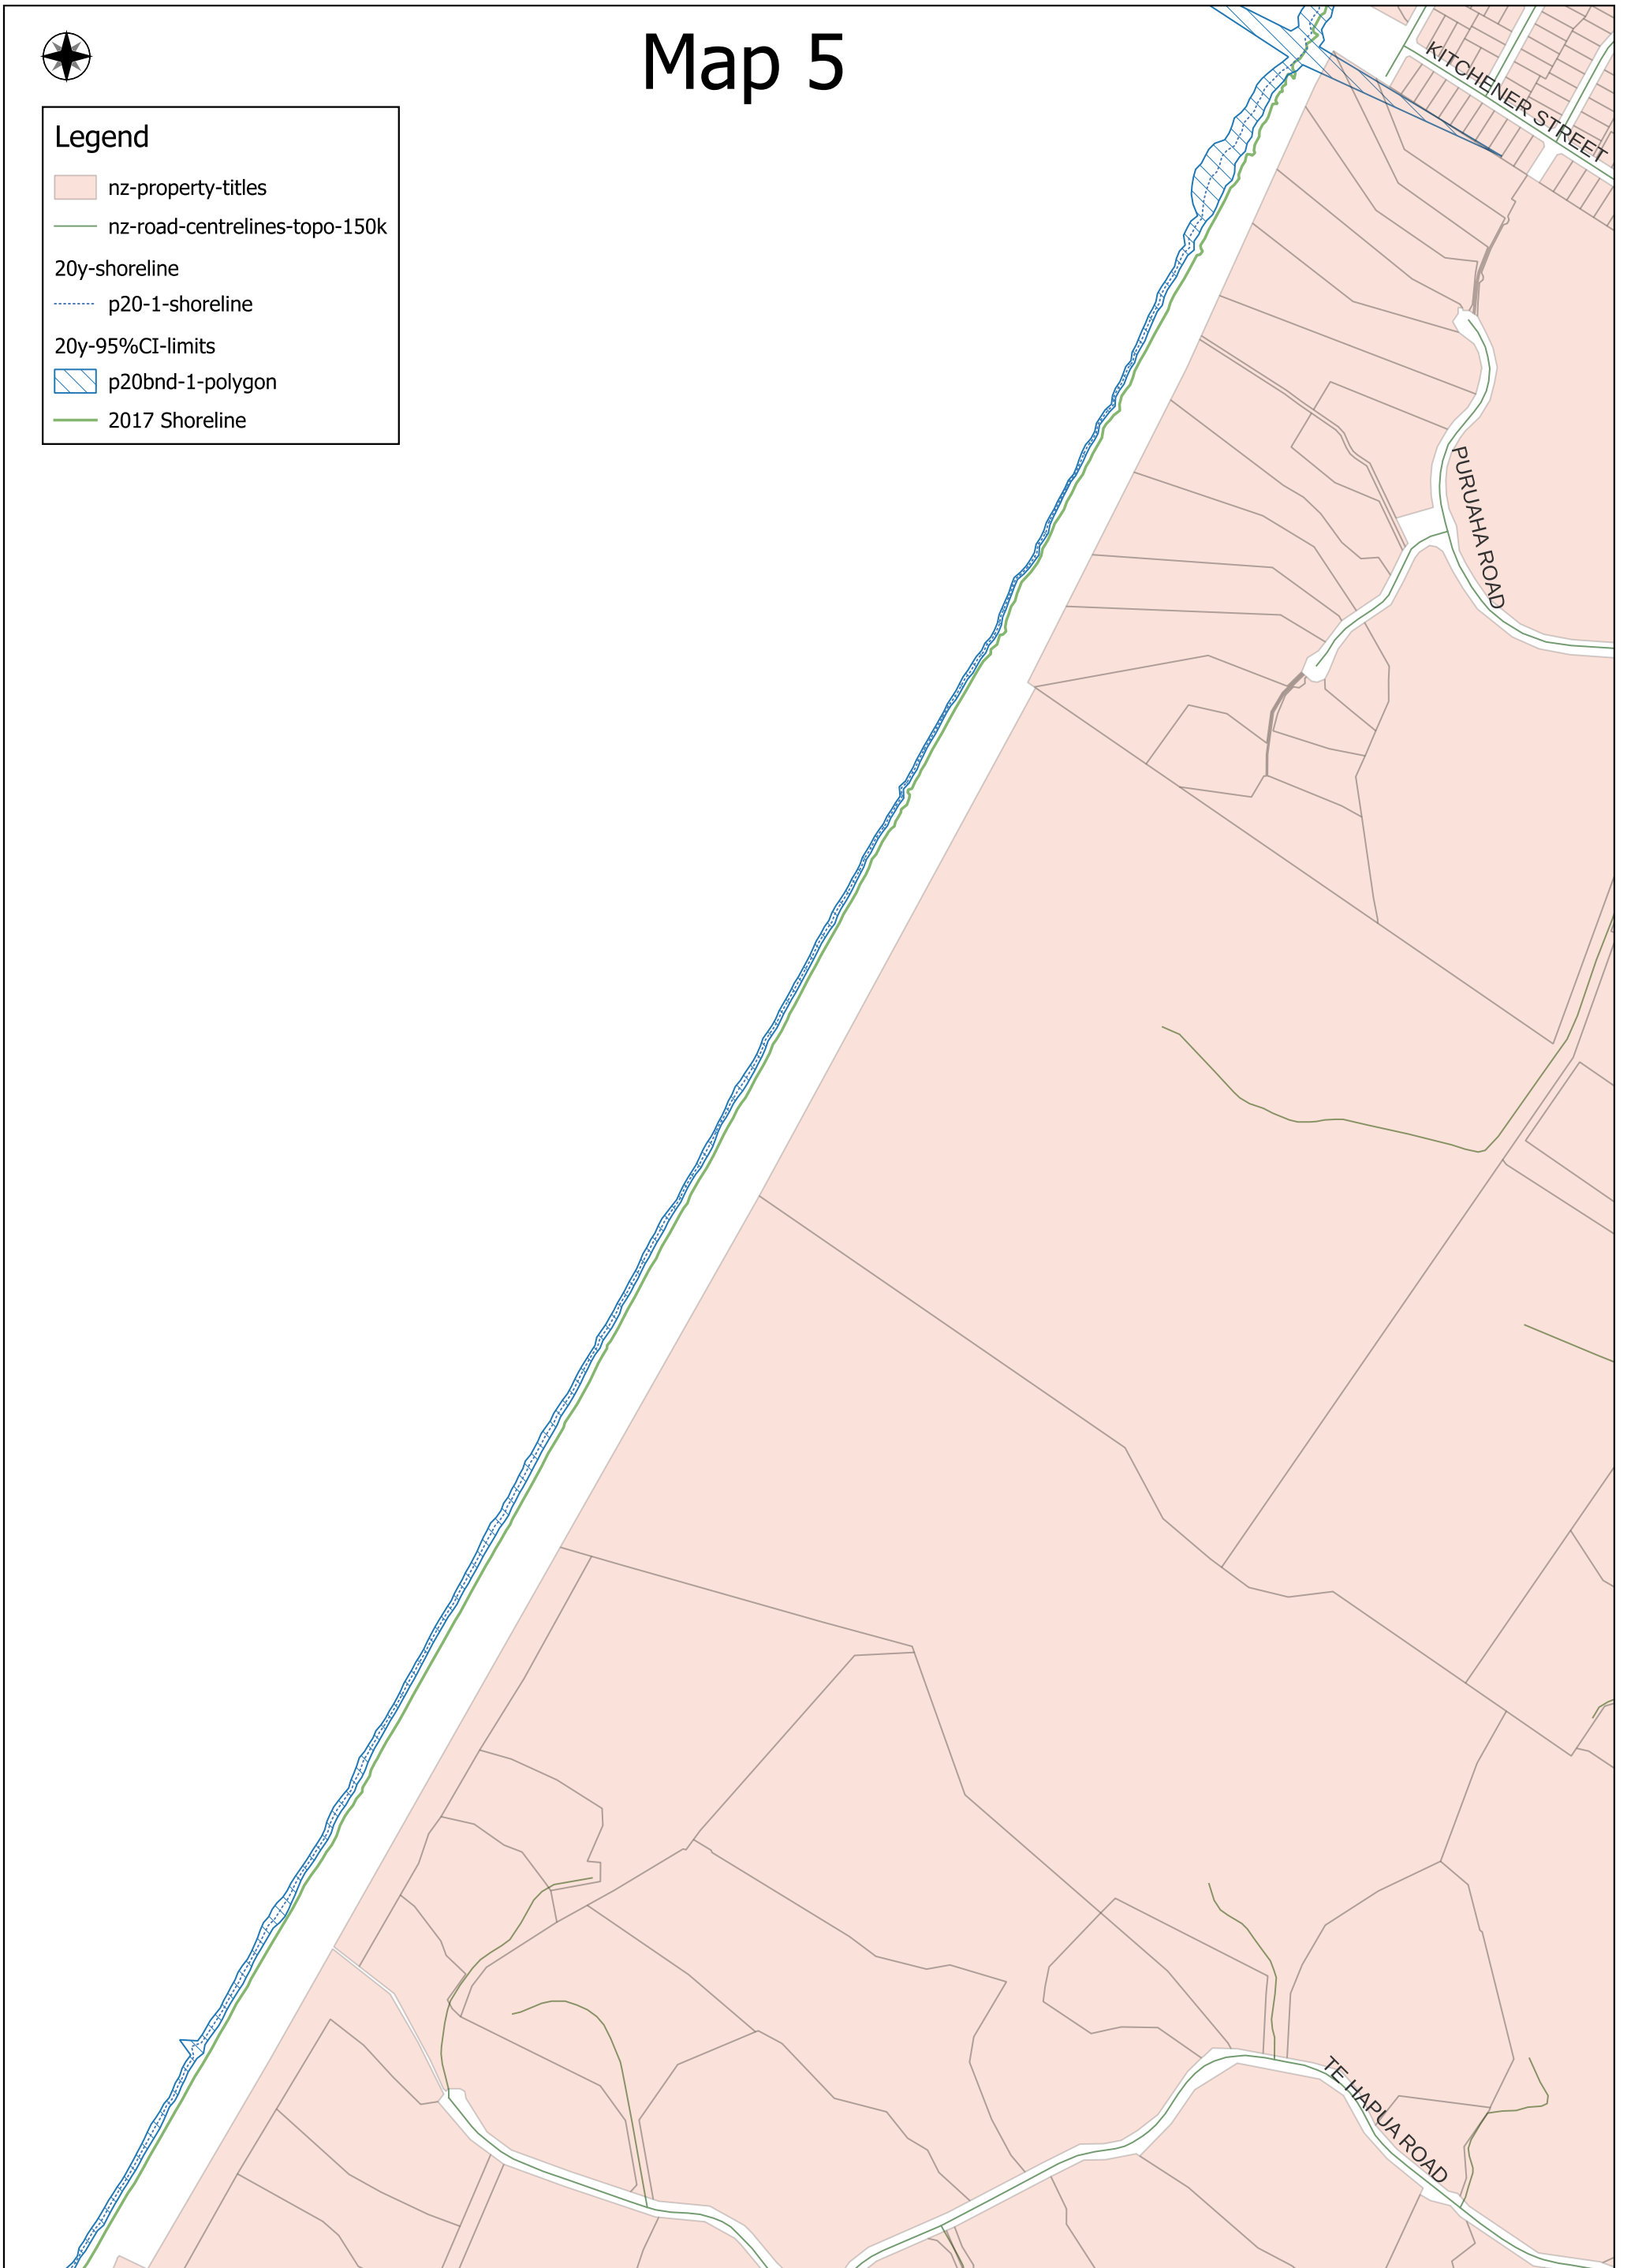 Map 5
Legend
nz-property-titles
nz-road-centrelines-topo-150k
20y-shoreline
p20-1-shoreline
20y-95%CI-limits
p20bnd-1-polygon
2017 Shoreline
KITCHENER STREET
PURUAHA ROAD
TE HAPUA ROAD